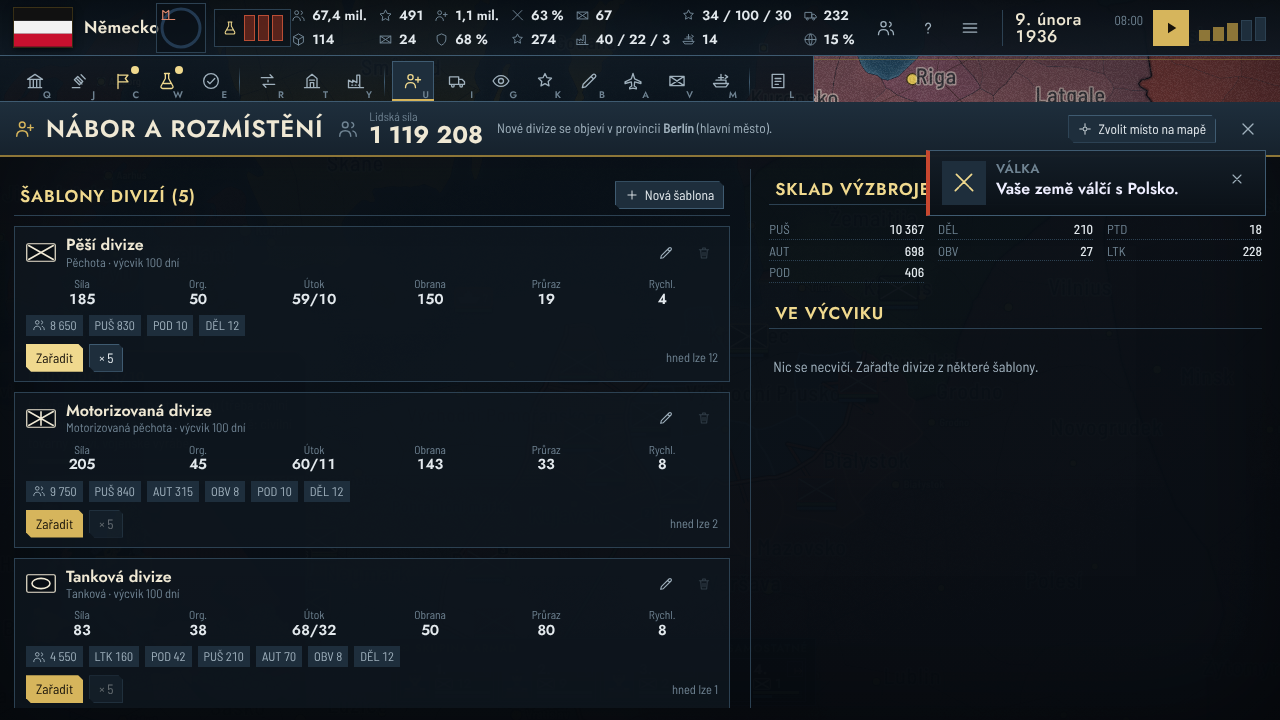 Německo
67,4 mil. 491 1,1 mil. 63 % 67 34 / 100 / 30 232
114 24 68 % 274 40 / 22 / 3 14 15 %
?
9. února 1936
08:00
Q J C W E R T Y U I G K B A V M L
Riga
Latgale
NÁBOR A ROZMÍSTĚNÍ
Lidská síla
1 119 208
Nové divize se objeví v provincii Berlín (hlavní město).
Zvolit místo na mapě
VÁLKA
Vaše země válčí s Polsko.
ŠABLONY DIVIZÍ (5)
Nová šablona
Pěší divize
Pěchota · výcvik 100 dní
Síla Org. Útok Obrana Průraz Rychl.
185 50 59/10 150 19 4
8 650 PUŠ 830 POD 10 DĚL 12
Zařadit × 5 hned lze 12
Motorizovaná divize
Motorizovaná pěchota · výcvik 100 dní
Síla Org. Útok Obrana Průraz Rychl.
205 45 60/11 143 33 8
9 750 PUŠ 840 AUT 315 OBV 8 POD 10 DĚL 12
Zařadit × 5 hned lze 2
Tanková divize
Tanková · výcvik 100 dní
Síla Org. Útok Obrana Průraz Rychl.
83 38 68/32 50 80 8
4 550 LTK 160 POD 42 PUŠ 210 AUT 70 OBV 8 DĚL 12
Zařadit × 5 hned lze 1
SKLAD VÝZBROJE
PUŠ 10 367 DĚL 210 PTD 18
AUT 698 OBV 27 LTK 228
POD 406
VE VÝCVIKU
Nic se necvičí. Zařaďte divize z některé šablony.